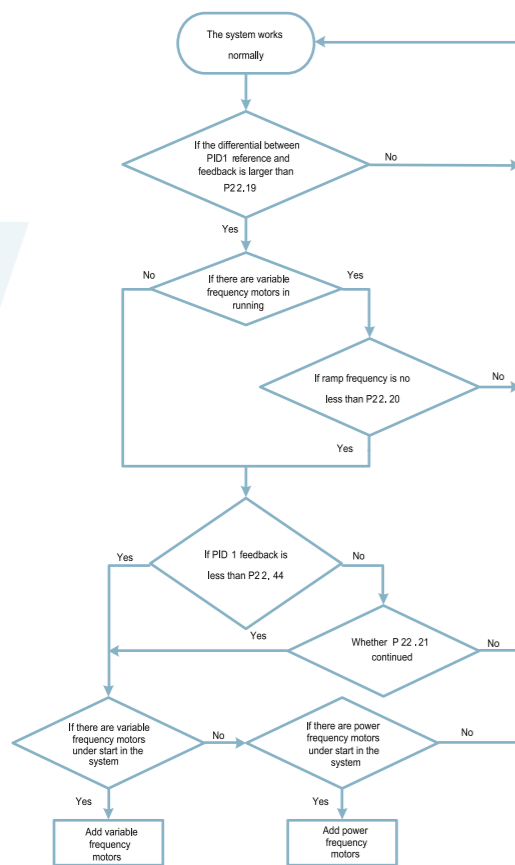 The system works
normally
If the differential between
PID1 reference and
feedback is larger than
P22.19
No
Yes
No
If there are variable
frequency motors in
running
Yes
If ramp frequency is no
less than P22. 20
No
Yes
Yes
If PID 1 feedback is
less than P22, 44
No
Yes
Whether P 22 .21
continued
No
If there are variable
frequency motors
under start in the
system
No
If there are power
frequency motors
under start in the
system
No
Yes
Yes
Add variable
frequency
motors
Add power
frequency
motors